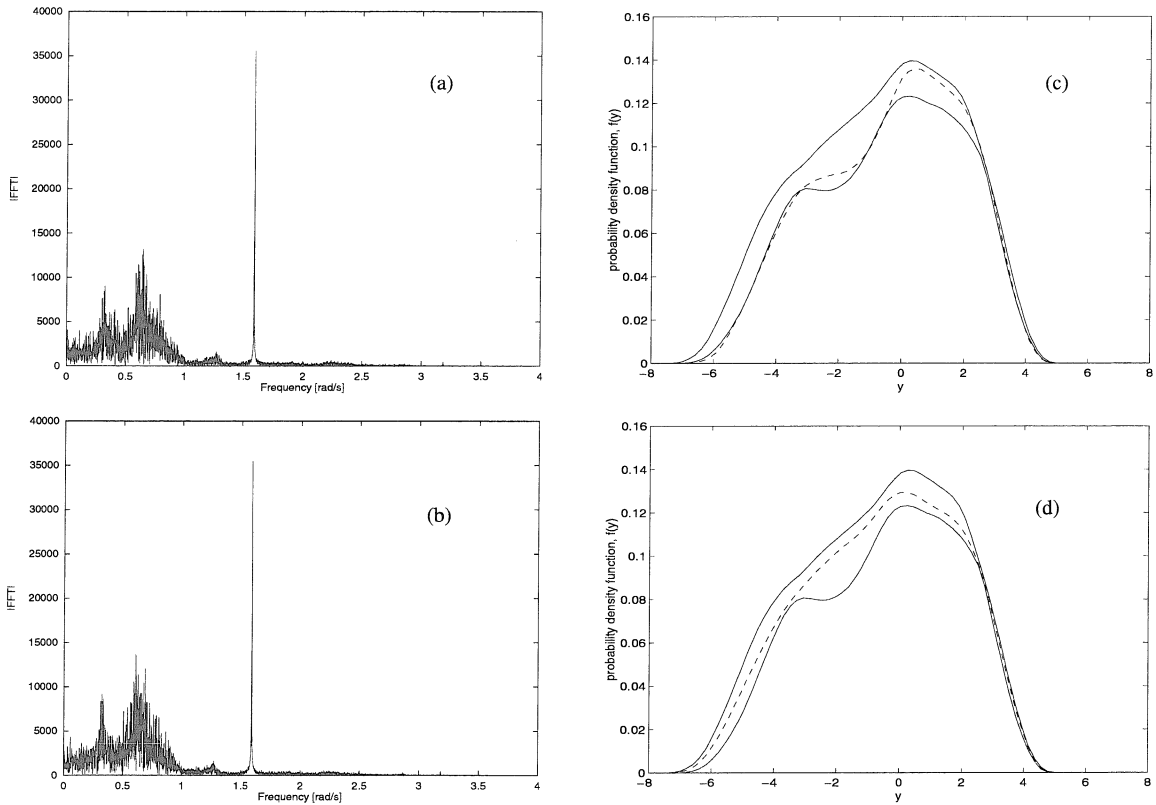 40000
35000
30000
25000
20000
15000
10000
5000
0
|FFT|
(a)
0 0.5 1 1.5 2 2.5 3 3.5 4
Frequency [rad/s]
0.16
0.14
0.12
0.1
0.08
0.06
0.04
0.02
0
probability density function, f(y)
(c)
−8 −6 −4 −2 0 2 4 6 8
y
40000
35000
30000
25000
20000
15000
10000
5000
0
|FFT|
(b)
0 0.5 1 1.5 2 2.5 3 3.5 4
Frequency [rad/s]
0.16
0.14
0.12
0.1
0.08
0.06
0.04
0.02
0
probability density function, f(y)
(d)
−8 −6 −4 −2 0 2 4 6 8
y